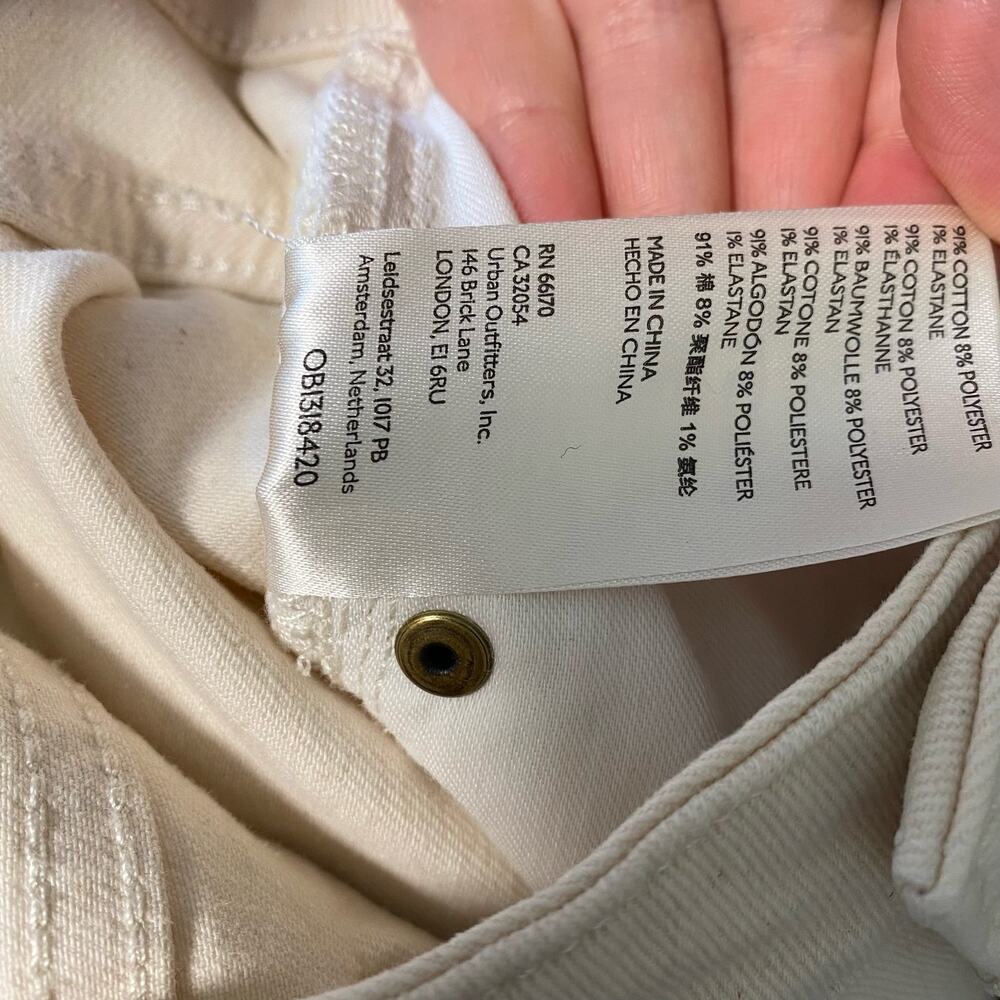 91% COTTON 8% POLYESTER
1% ELASTANE
91% COTON 8% POLYESTER
1% ÉLASTHANNE
91% BAUMWOLLE 8% POLYESTER
1% ELASTAN
91% COTONE 8% POLIESTERE
1% ELASTAN
91% ALGODÓN 8% POLIÉSTER
1% ELASTANE
91% 棉 8% 聚酯纤维 1% 氨纶
MADE IN CHINA
HECHO EN CHINA
RN 66170
CA32054
Urban Outfitters, Inc.
146 Brick Lane
LONDON, E1 6RU
Leidsestraat 32, 1017 PB
Amsterdam, Netherlands
OB1318420